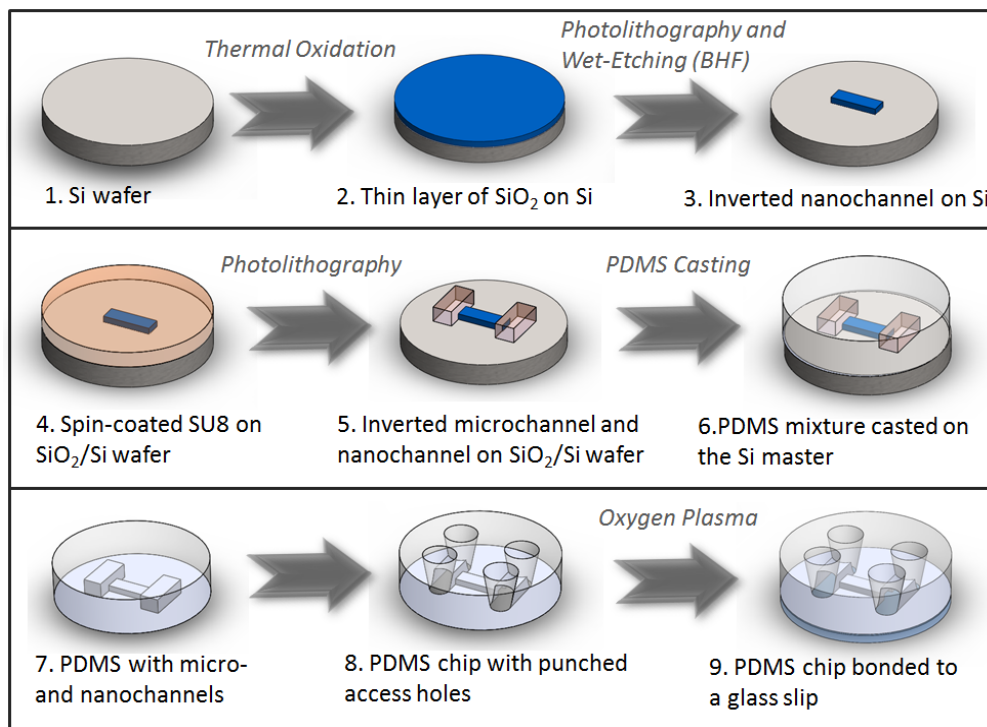 Thermal Oxidation
Photolithography and
Wet-Etching (BHF)
1. Si wafer
2. Thin layer of SiO₂ on Si
3. Inverted nanochannel on Si
Photolithography
PDMS Casting
4. Spin-coated SU8 on
SiO₂/Si wafer
5. Inverted microchannel and
nanochannel on SiO₂/Si wafer
6.PDMS mixture casted on
the Si master
Oxygen Plasma
7. PDMS with micro-
and nanochannels
8. PDMS chip with punched
access holes
9. PDMS chip bonded to
a glass slip